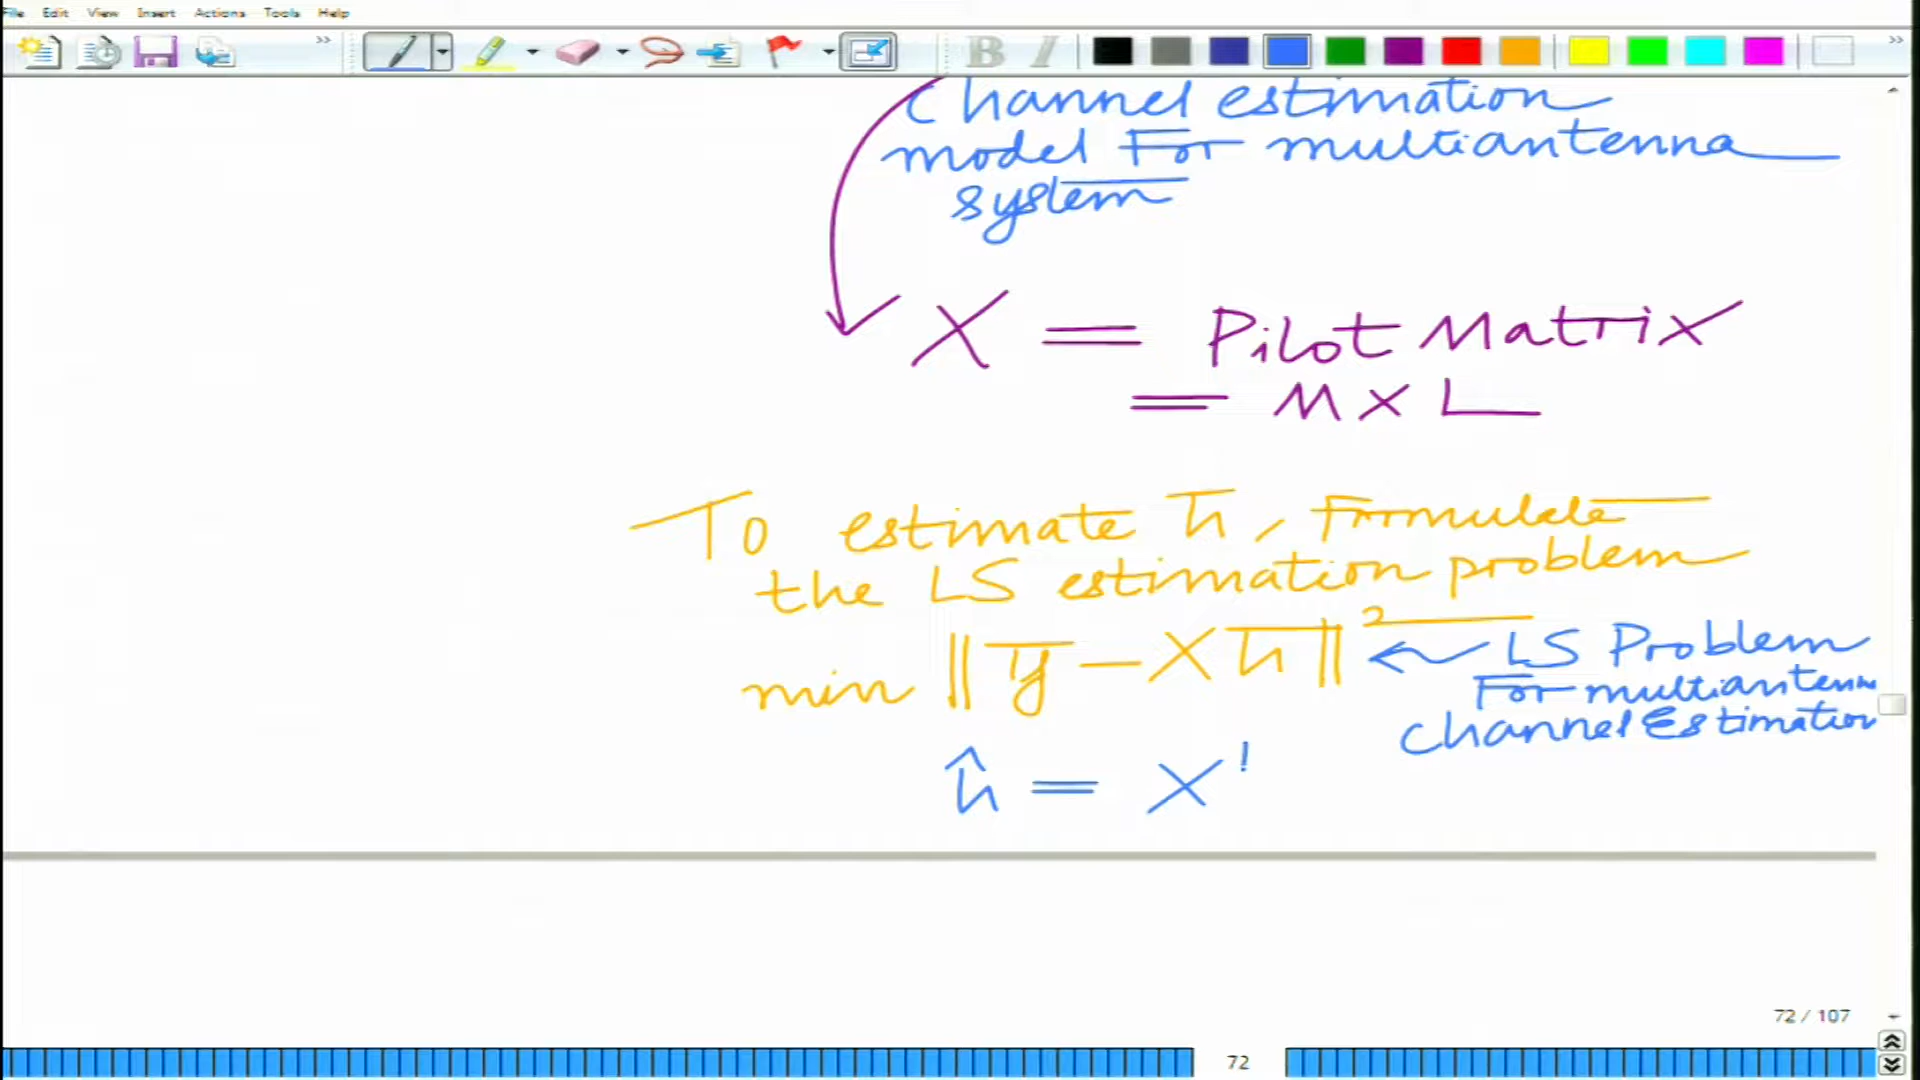 File Edit View Insert Actions Tools Help
B I
Channel estimation
model For multiantenna
system
X = Pilot Matrix
= M × L
To estimate h̅, Formulate
the LS estimation problem
min ‖ y̅ − X h̅ ‖² ← LS Problem
For multiantenna
Channel Estimation
ĥ = X
72 / 107
72